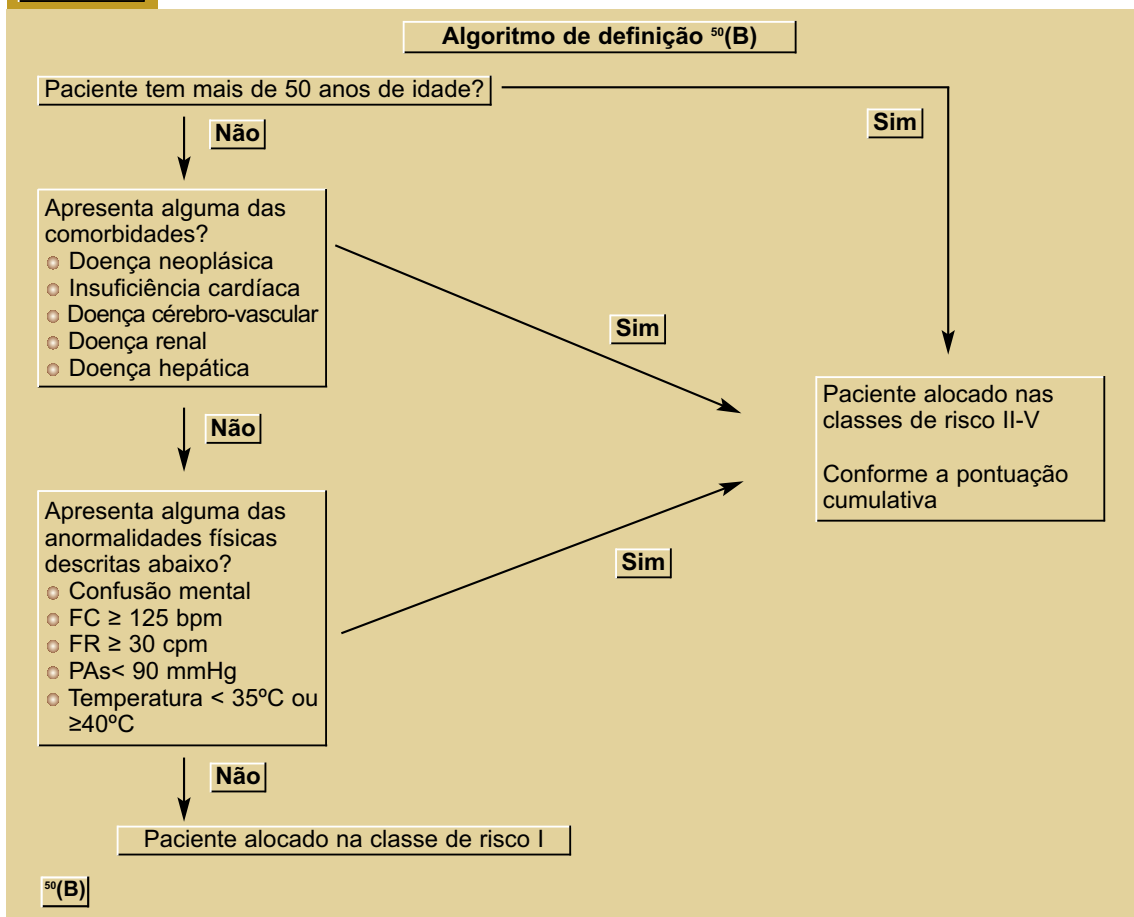 Algoritmo de definição ⁵⁰(B)
Paciente tem mais de 50 anos de idade?
Não
Sim
Apresenta alguma das
comorbidades?
Doença neoplásica
Insuficiência cardíaca
Doença cérebro-vascular
Doença renal
Doença hepática
Sim
Paciente alocado nas
classes de risco II-V
Conforme a pontuação
cumulativa
Não
Apresenta alguma das
anormalidades físicas
descritas abaixo?
Confusão mental
FC ≥ 125 bpm
FR ≥ 30 cpm
PAs< 90 mmHg
Temperatura < 35ºC ou
≥40ºC
Sim
Não
Paciente alocado na classe de risco I
⁵⁰(B)